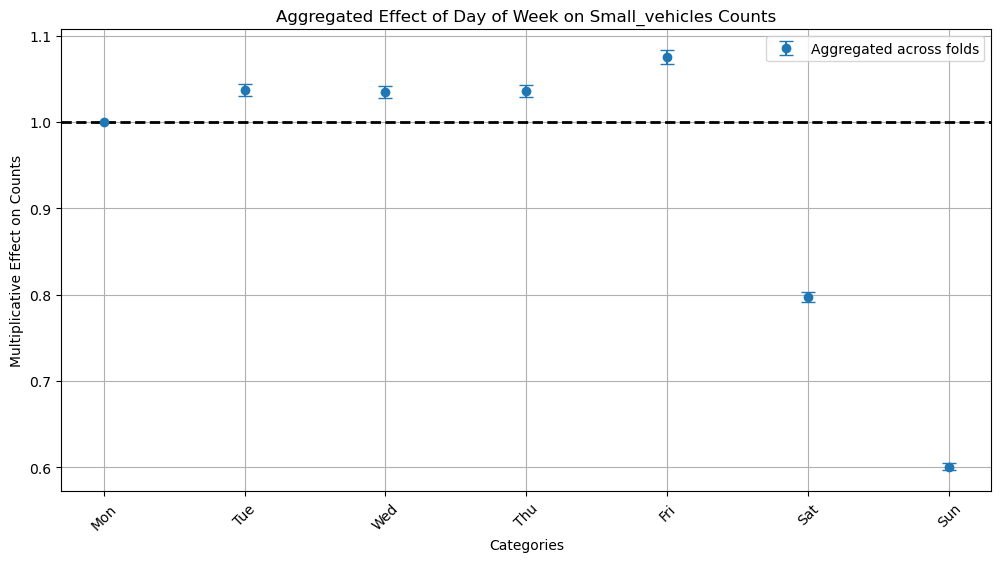 Aggregated Effect of Day of Week on Small_vehicles Counts
Aggregated across folds
Multiplicative Effect on Counts
1.1
1.0
0.9
0.8
0.7
0.6
Mon
Tue
Wed
Thu
Fri
Sat
Sun
Categories